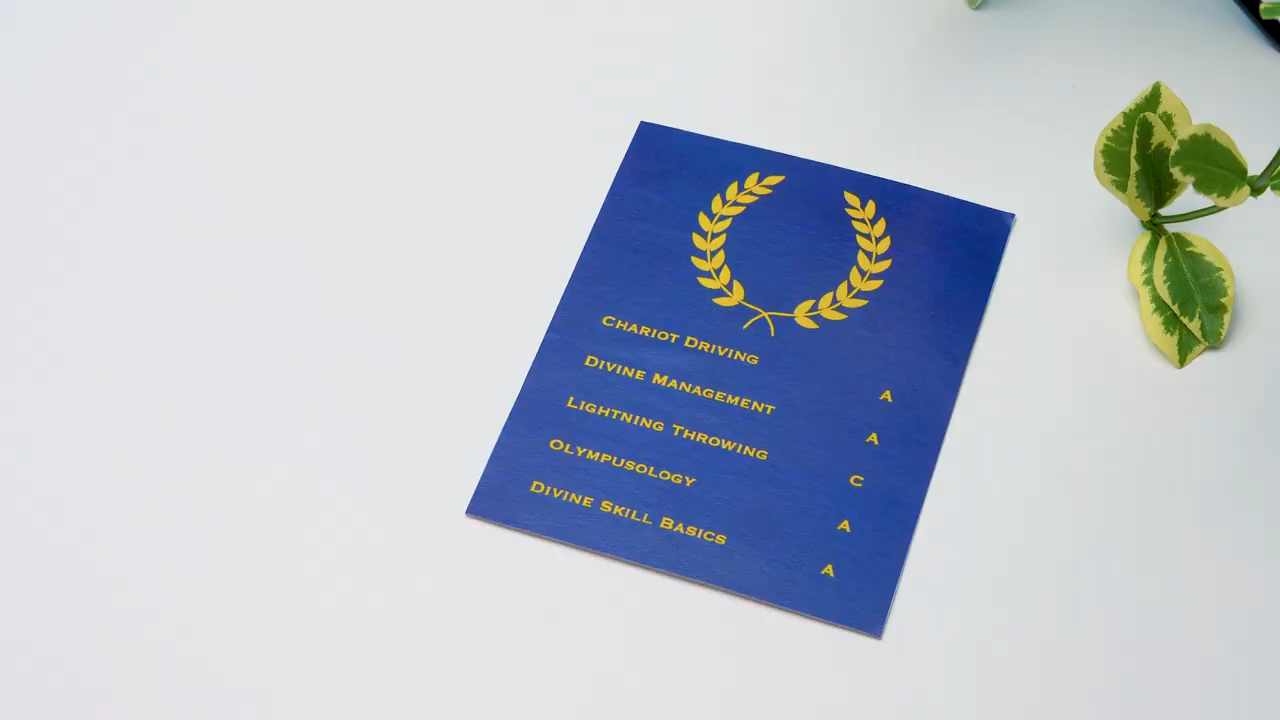 CHARIOT DRIVING A
DIVINE MANAGEMENT A
LIGHTNING THROWING C
OLYMPUSOLOGY A
DIVINE SKILL BASICS A